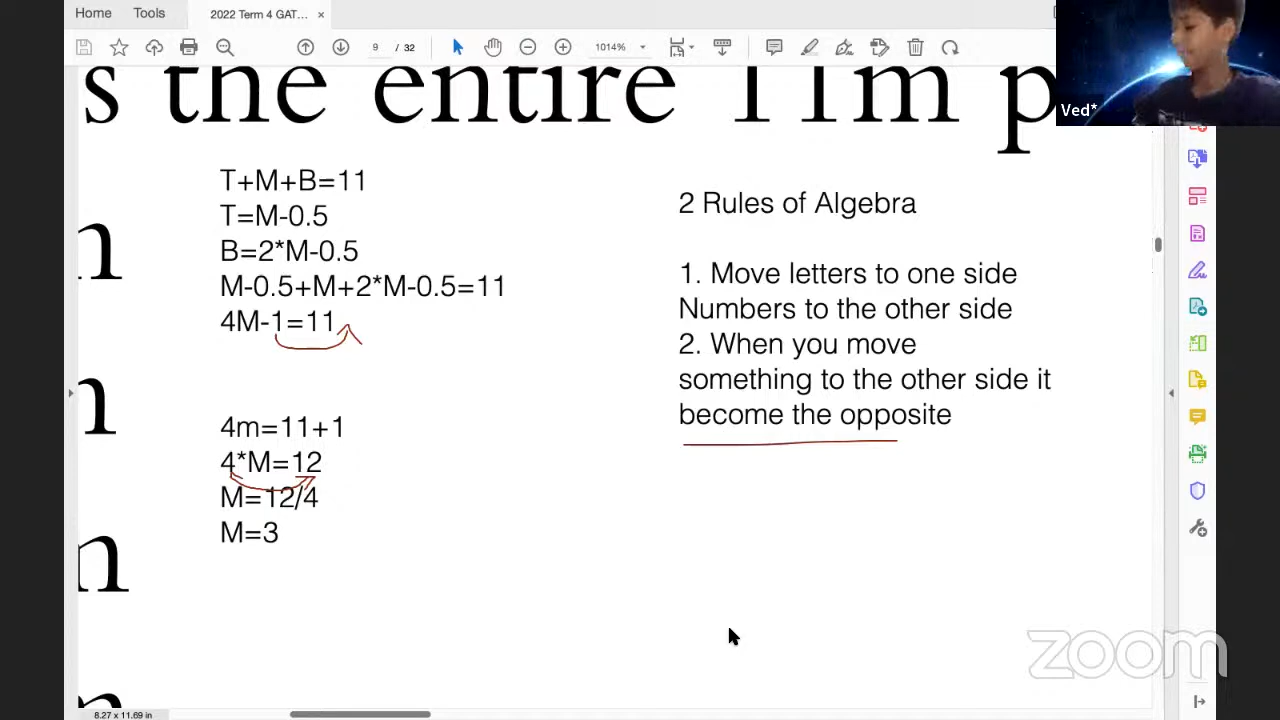 Home Tools 2022 Term 4 GAT... ×
9 / 32 1014%
s the entire 11m p
Ved*
T+M+B=11
T=M-0.5
B=2*M-0.5
M-0.5+M+2*M-0.5=11
4M-1=11
4m=11+1
4*M=12
M=12/4
M=3
2 Rules of Algebra
1. Move letters to one side
Numbers to the other side
2. When you move
something to the other side it
become the opposite
n
n
n
n
zoom
8.27 x 11.69 in